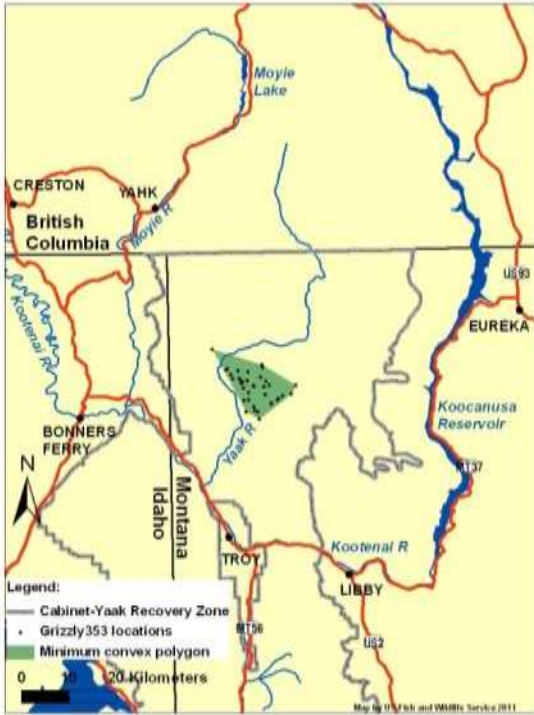 Moyie
Lake
CRESTON
YAHK
British
Columbia
Moyie R
Kootenai R
US93
EUREKA
Koocanusa
Reservoir
BONNERS
FERRY
Yaak R
N
Idaho
Montana
MT37
TROY
Kootenai R
LIBBY
MT56
US2
Legend:
Cabinet-Yaak Recovery Zone
Grizzly353 locations
Minimum convex polygon
0 10 20 Kilometers
Map by US Fish and Wildlife Service 2011